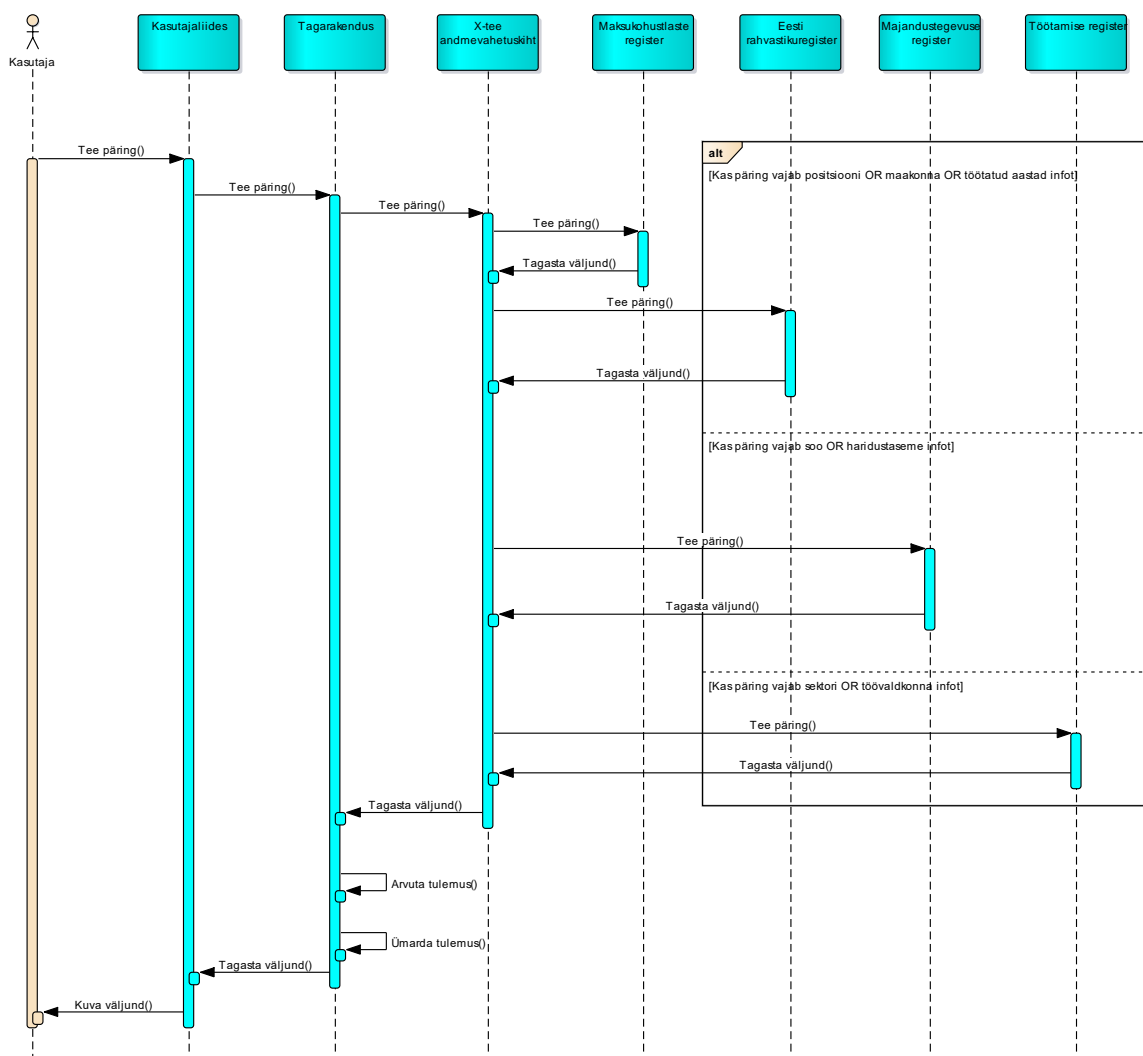 Kasutaja
Kasutajaliides
Tagarakendus
X-tee
andmevahetuskiht
Maksukohustlaste
register
Eesti
rahvastikuregister
Majandustegevuse
register
Töötamise register
alt
[Kas päring vajab positsiooni OR maakonna OR töötatud aastad infot]
Tee päring()
Tee päring()
Tee päring()
Tee päring()
Tagasta väljund()
Tee päring()
Tagasta väljund()
[Kas päring vajab soo OR haridustaseme infot]
Tee päring()
Tagasta väljund()
[Kas päring vajab sektori OR töövaldkonna infot]
Tee päring()
Tagasta väljund()
Tagasta väljund()
Arvuta tulemus()
Ümarda tulemus()
Tagasta väljund()
Kuva väljund()